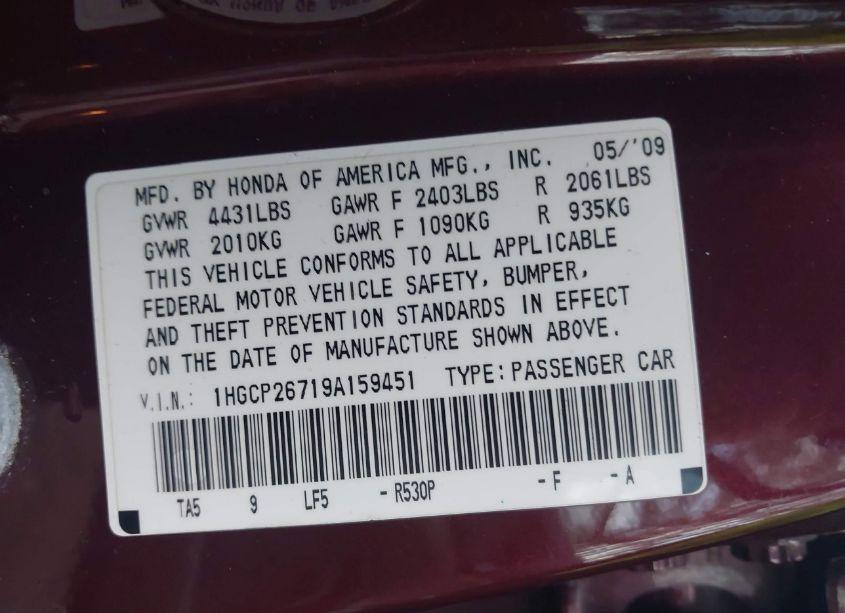 MFD. BY HONDA OF AMERICA MFG., INC. 05/'09
GVWR 4431LBS GAWR F 2403LBS R 2061LBS
GVWR 2010KG GAWR F 1090KG R 935KG
THIS VEHICLE CONFORMS TO ALL APPLICABLE
FEDERAL MOTOR VEHICLE SAFETY, BUMPER,
AND THEFT PREVENTION STANDARDS IN EFFECT
ON THE DATE OF MANUFACTURE SHOWN ABOVE.
V.I.N.: 1HGCP26719A159451 TYPE:PASSENGER CAR
TA5 9 LF5 -R530P -F -A